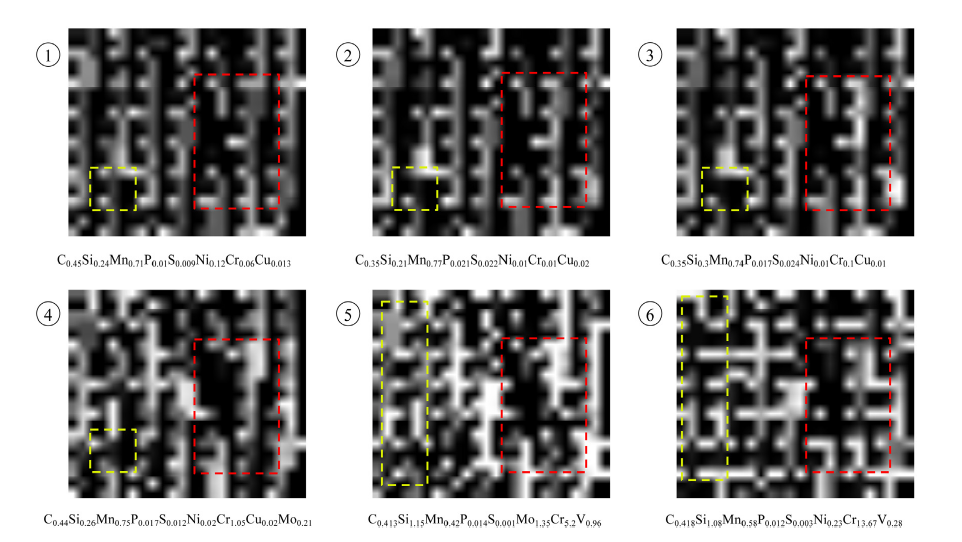 ① ② ③
C₀.₄₅Si₀.₂₄Mn₀.₇₁P₀.₀₁S₀.₀₀₉Ni₀.₁₂Cr₀.₀₆Cu₀.₀₁₃ C₀.₃₅Si₀.₂₁Mn₀.₇₇P₀.₀₂₁S₀.₀₂₂Ni₀.₀₁Cr₀.₀₁Cu₀.₀₂ C₀.₃₅Si₀.₃Mn₀.₇₄P₀.₀₁₇S₀.₀₂₄Ni₀.₀₁Cr₀.₁Cu₀.₀₁
④ ⑤ ⑥
C₀.₄₄Si₀.₂₆Mn₀.₇₅P₀.₀₁₇S₀.₀₁₂Ni₀.₀₂Cr₁.₀₅Cu₀.₀₂Mo₀.₂₁ C₀.₄₁₃Si₁.₁₅Mn₀.₄₂P₀.₀₁₄S₀.₀₀₁Mo₁.₃₅Cr₅.₂V₀.₉₆ C₀.₄₁₈Si₁.₀₈Mn₀.₅₈P₀.₀₁₂S₀.₀₀₃Ni₀.₂₃Cr₁₃.₆₇V₀.₂₈